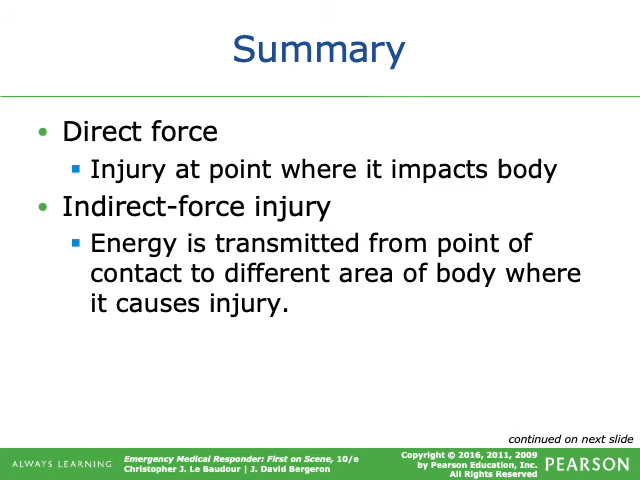 Summary
• Direct force
▪ Injury at point where it impacts body
• Indirect-force injury
▪ Energy is transmitted from point of
contact to different area of body where
it causes injury.
continued on next slide
ALWAYS LEARNING
Emergency Medical Responder: First on Scene, 10/e
Christopher J. Le Baudour | J. David Bergeron
Copyright © 2016, 2011, 2009
by Pearson Education, Inc.
All Rights Reserved
PEARSON